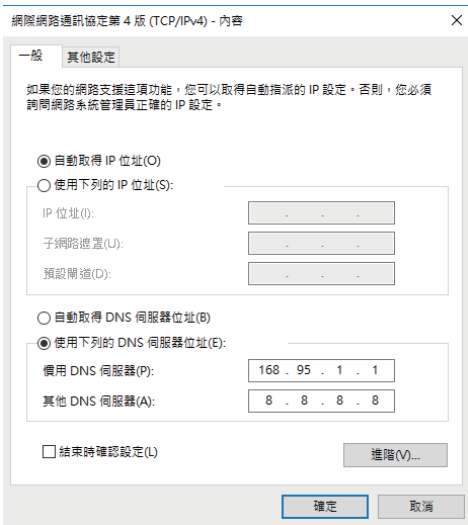 網際網路通訊協定第 4 版 (TCP/IPv4) - 內容
一般
其他設定
如果您的網路支援這項功能，您可以取得自動指派的 IP 設定。否則，您必須
詢問網路系統管理員正確的 IP 設定。
自動取得 IP 位址(O)
使用下列的 IP 位址(S):
IP 位址(I):
子網路遮罩(U):
預設閘道(D):
自動取得 DNS 伺服器位址(B)
使用下列的 DNS 伺服器位址(E):
慣用 DNS 伺服器(P): 168 . 95 . 1 . 1
其他 DNS 伺服器(A): 8 . 8 . 8 . 8
結束時確認設定(L)
進階(V)...
確定
取消